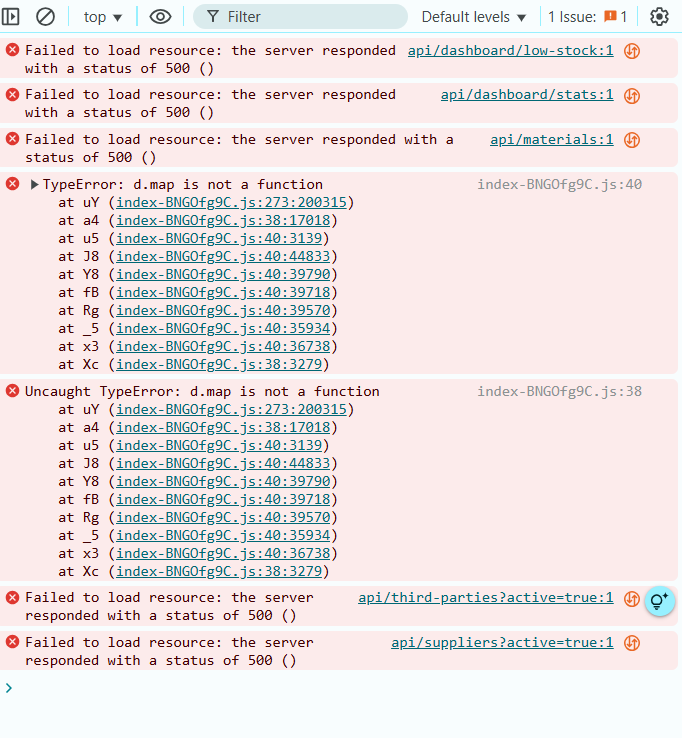 top Filter Default levels 1 Issue: 1
Failed to load resource: the server responded api/dashboard/low-stock:1
with a status of 500 ()
Failed to load resource: the server responded api/dashboard/stats:1
with a status of 500 ()
Failed to load resource: the server responded with a api/materials:1
status of 500 ()
TypeError: d.map is not a function index-BNGOfg9C.js:40
at uY (index-BNGOfg9C.js:273:200315)
at a4 (index-BNGOfg9C.js:38:17018)
at u5 (index-BNGOfg9C.js:40:3139)
at J8 (index-BNGOfg9C.js:40:44833)
at Y8 (index-BNGOfg9C.js:40:39790)
at fB (index-BNGOfg9C.js:40:39718)
at Rg (index-BNGOfg9C.js:40:39570)
at _5 (index-BNGOfg9C.js:40:35934)
at x3 (index-BNGOfg9C.js:40:36738)
at Xc (index-BNGOfg9C.js:38:3279)
Uncaught TypeError: d.map is not a function index-BNGOfg9C.js:38
at uY (index-BNGOfg9C.js:273:200315)
at a4 (index-BNGOfg9C.js:38:17018)
at u5 (index-BNGOfg9C.js:40:3139)
at J8 (index-BNGOfg9C.js:40:44833)
at Y8 (index-BNGOfg9C.js:40:39790)
at fB (index-BNGOfg9C.js:40:39718)
at Rg (index-BNGOfg9C.js:40:39570)
at _5 (index-BNGOfg9C.js:40:35934)
at x3 (index-BNGOfg9C.js:40:36738)
at Xc (index-BNGOfg9C.js:38:3279)
Failed to load resource: the server api/third-parties?active=true:1
responded with a status of 500 ()
Failed to load resource: the server api/suppliers?active=true:1
responded with a status of 500 ()